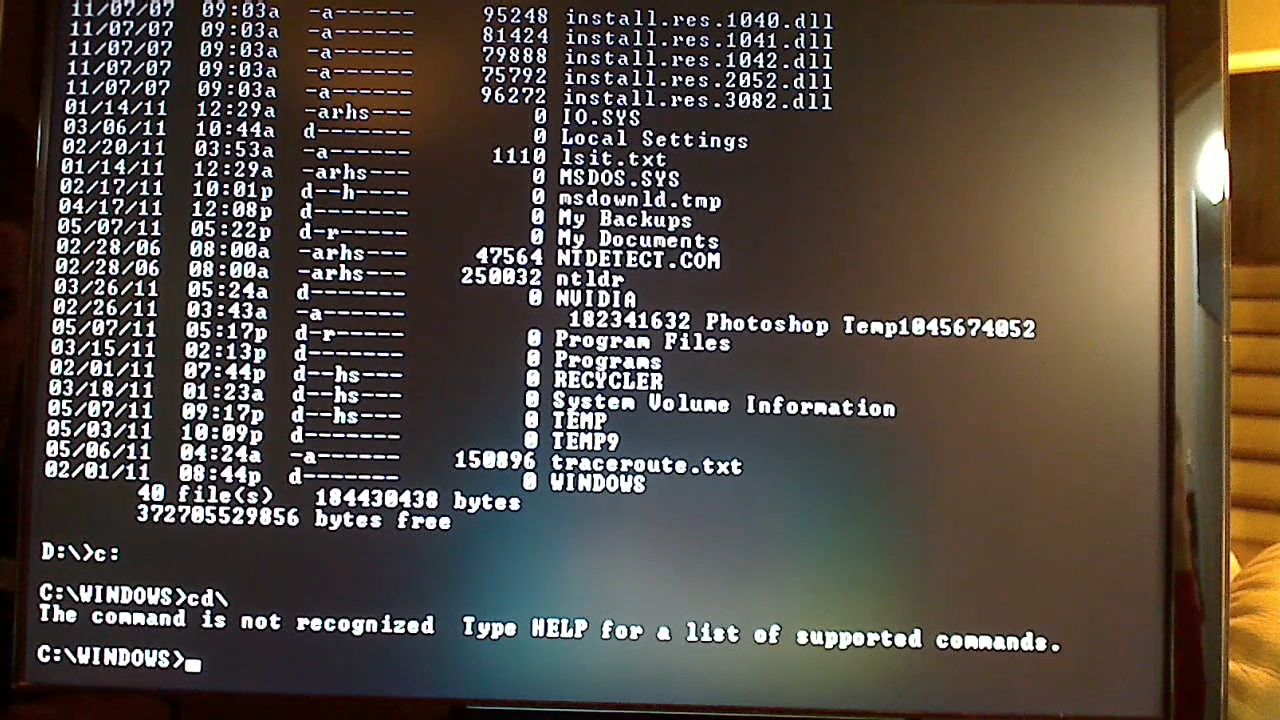 11/07/07 09:03a -a------ 95248 install.res.1040.dll
11/07/07 09:03a -a------ 81424 install.res.1041.dll
11/07/07 09:03a -a------ 79888 install.res.1042.dll
11/07/07 09:03a -a------ 75792 install.res.2052.dll
11/07/07 09:03a -a------ 96272 install.res.3082.dll
01/14/11 12:29a -arhs--- 0 IO.SYS
03/06/11 10:44a d------- 0 Local Settings
02/20/11 03:53a -a------ 1110 lsit.txt
01/14/11 12:29a -arhs--- 0 MSDOS.SYS
02/17/11 10:01p d--h---- 0 msdownld.tmp
04/17/11 12:08p d------- 0 My Backups
05/07/11 05:22p d-r----- 0 My Documents
02/28/06 08:00a -arhs--- 47564 NTDETECT.COM
02/28/06 08:00a -arhs--- 250032 ntldr
03/26/11 05:24a d------- 0 NVIDIA
02/26/11 03:43a -a------ 182341632 Photoshop Temp1045674052
05/07/11 05:17p d-r----- 0 Program Files
03/15/11 02:13p d------- 0 Programs
02/01/11 07:44p d--hs--- 0 RECYCLER
03/18/11 01:23a d--hs--- 0 System Volume Information
05/07/11 09:17p d--hs--- 0 TEMP
05/03/11 10:09p d------- 0 TEMP9
05/06/11 04:24a -a------ 150896 traceroute.txt
02/01/11 08:44p d------- 0 WINDOWS
40 file(s) 184430438 bytes
372705529856 bytes free
D:\>c:
C:\WINDOWS>cd\
The command is not recognized Type HELP for a list of supported commands.
C:\WINDOWS>